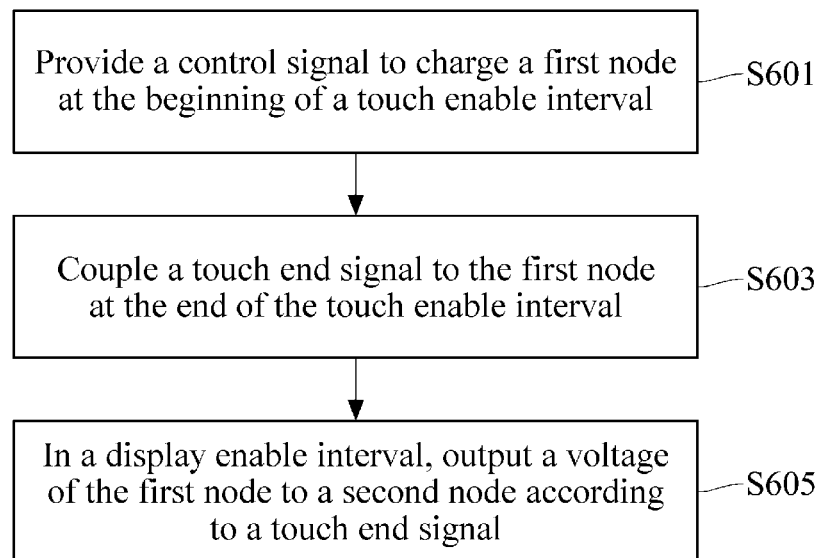 Provide a control signal to charge a first node
at the beginning of a touch enable interval
S601
Couple a touch end signal to the first node
at the end of the touch enable interval
S603
In a display enable interval, output a voltage
of the first node to a second node according
to a touch end signal
S605